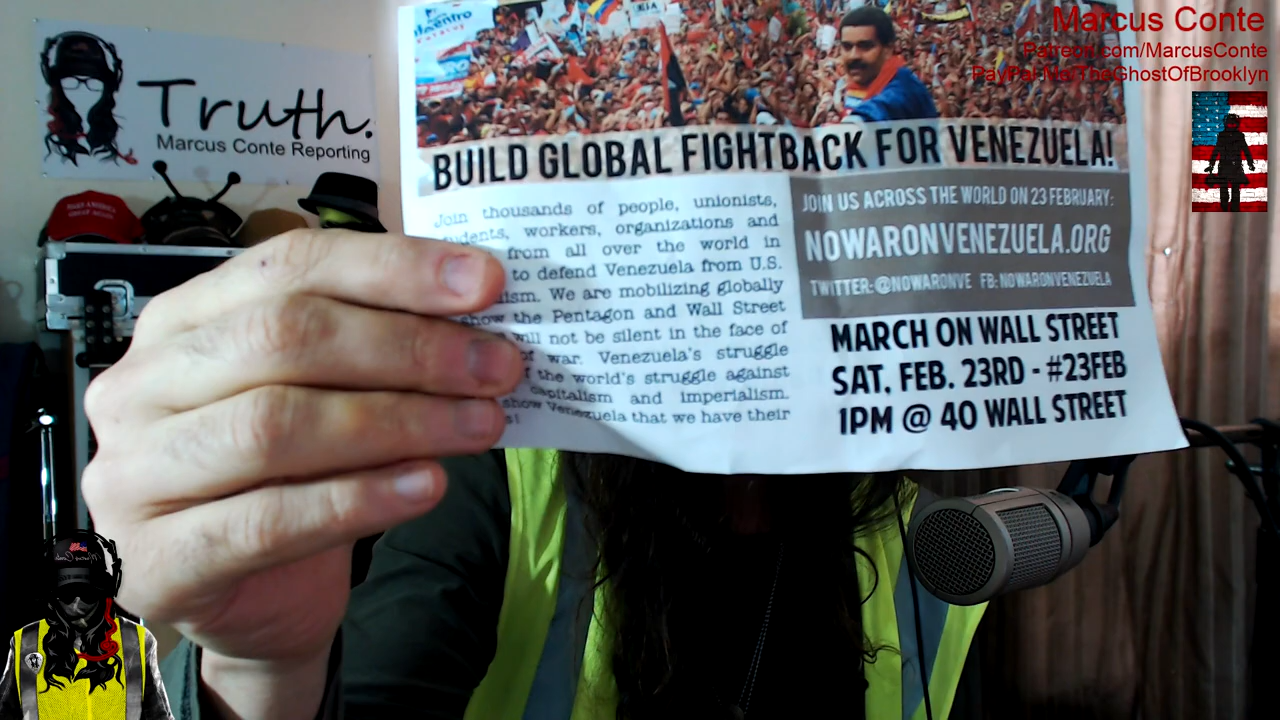 Marcus Conte
Patreon.com/MarcusConte
PayPal.Me/TheGhostOfBrooklyn
Truth.
Marcus Conte Reporting
BUILD GLOBAL FIGHTBACK FOR VENEZUELA!
Join thousands of people, unionists,
workers, organizations and
from all over the world in
to defend Venezuela from U.S.
We are mobilizing globally
show the Pentagon and Wall Street
will not be silent in the face of
of war. Venezuela's struggle
the world's struggle against
capitalism and imperialism.
show Venezuela that we have their
JOIN US ACROSS THE WORLD ON 23 FEBRUARY:
NOWARONVENEZUELA.ORG
TWITTER: @NOWARONVE FB: NOWARONVENEZUELA
MARCH ON WALL STREET
SAT, FEB. 23RD - #23FEB
1PM @ 40 WALL STREET